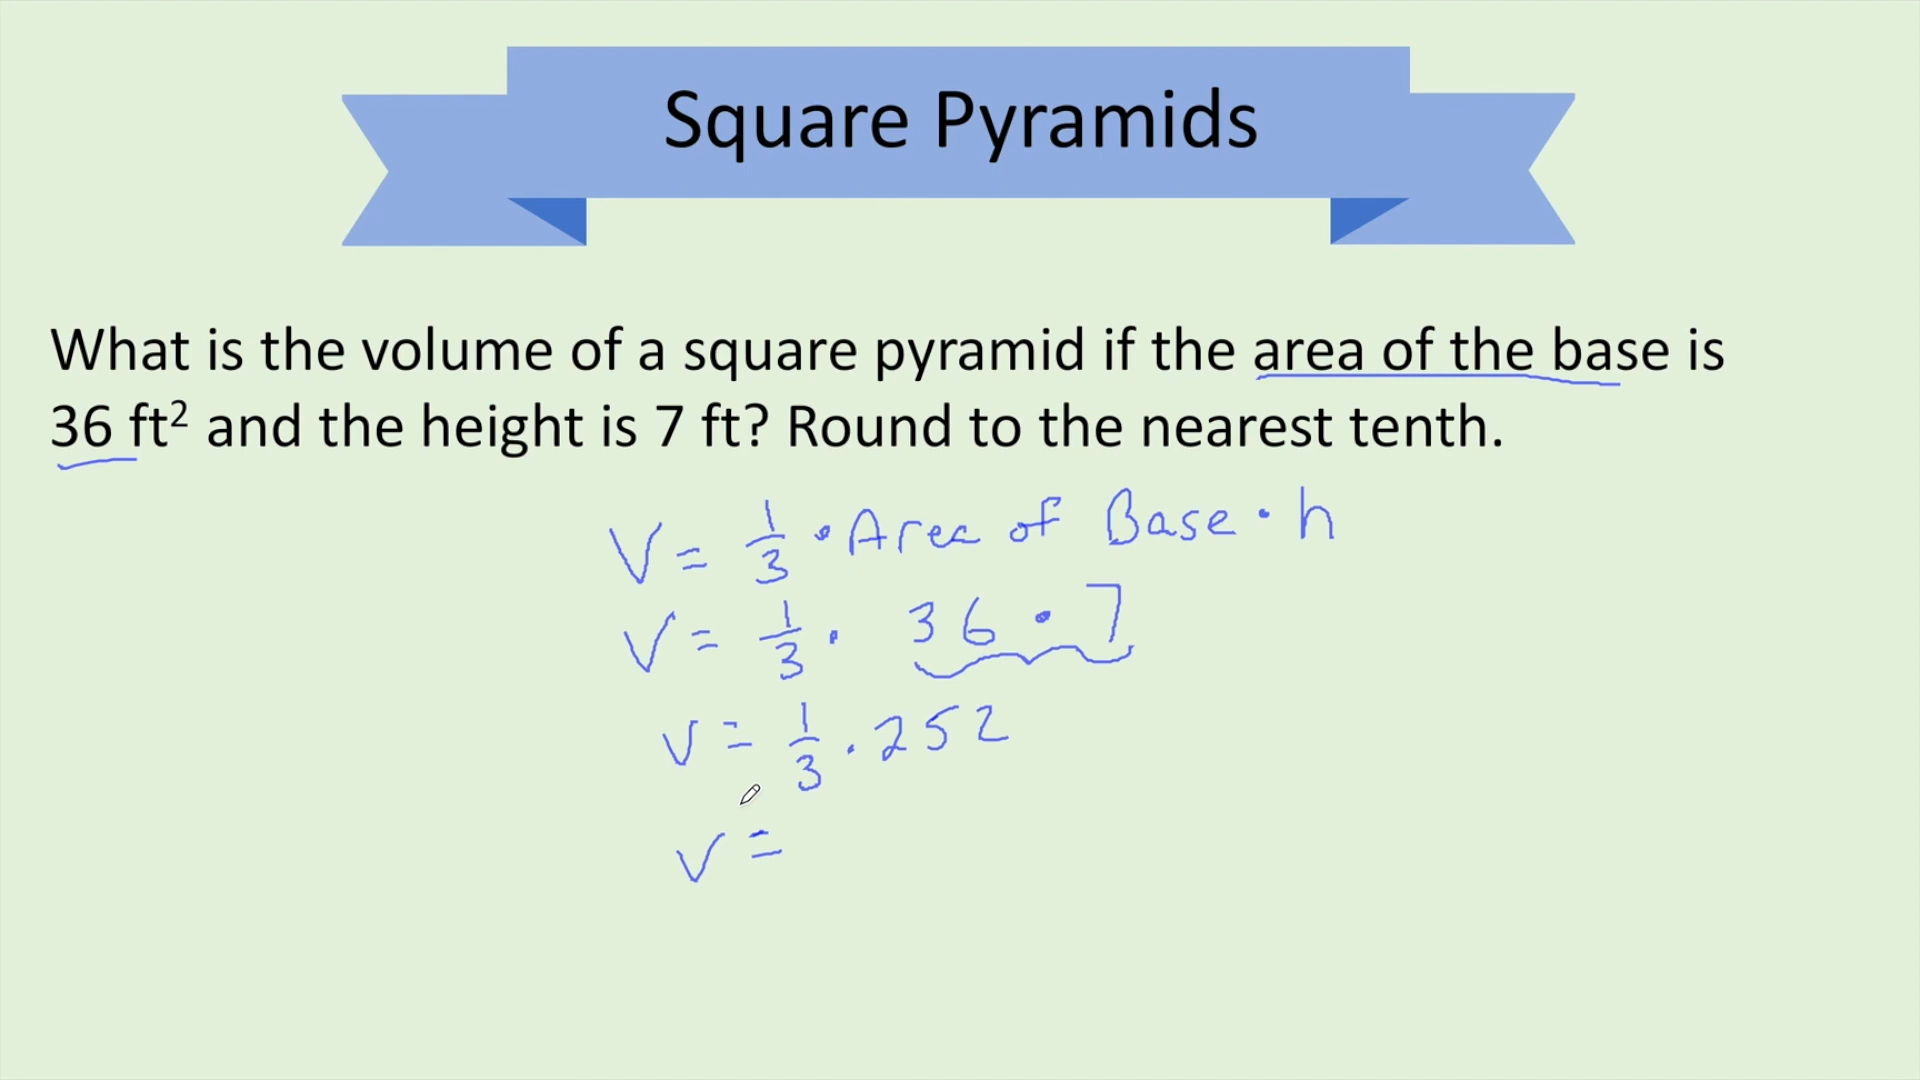 Square Pyramids
What is the volume of a square pyramid if the area of the base is
36 ft² and the height is 7 ft? Round to the nearest tenth.
V = 1/3 · Area of Base · h
V = 1/3 · 36 · 7
V = 1/3 · 252
V =